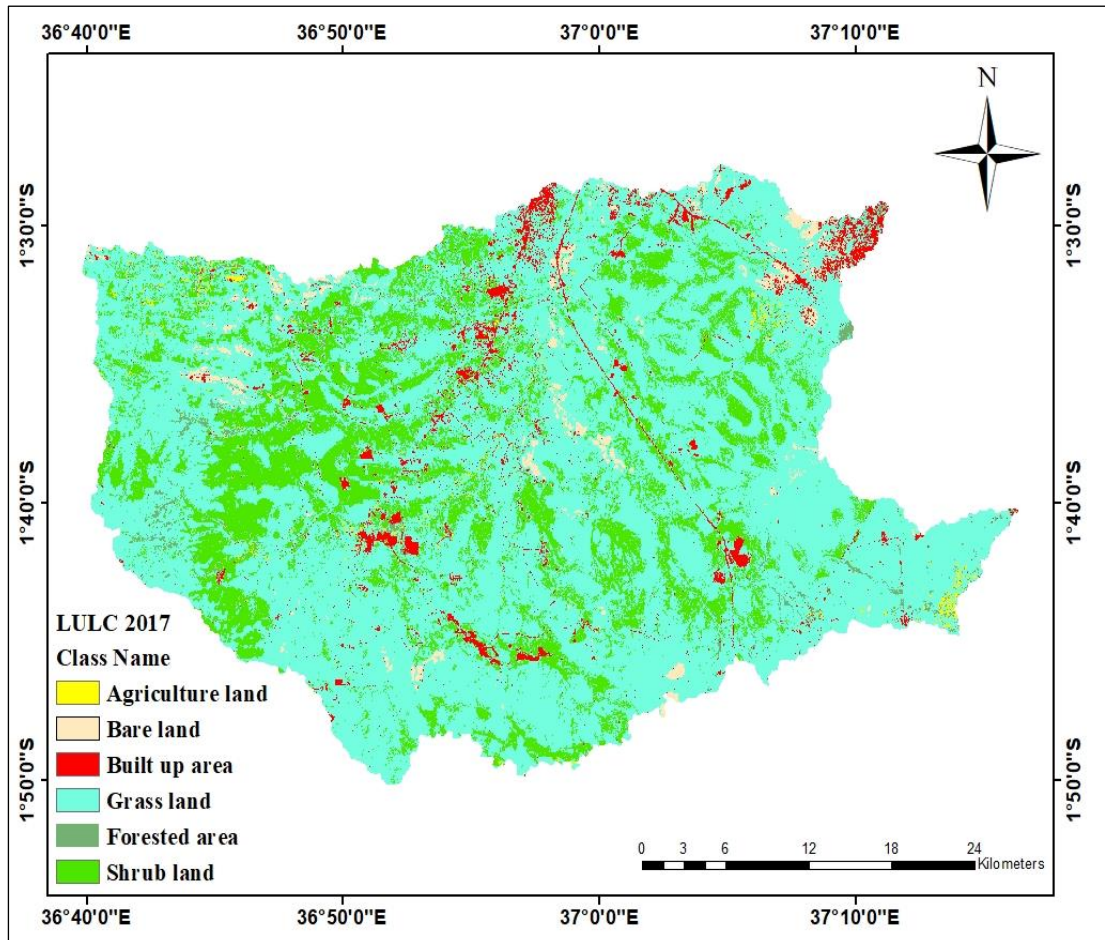 36°40'0"E 36°50'0"E 37°0'0"E 37°10'0"E
N
1°30'0"S 1°30'0"S
1°40'0"S 1°40'0"S
LULC 2017
Class Name
Agriculture land
Bare land
Built up area
Grass land
Forested area
Shrub land
1°50'0"S 1°50'0"S
0 3 6 12 18 24
Kilometers
36°40'0"E 36°50'0"E 37°0'0"E 37°10'0"E